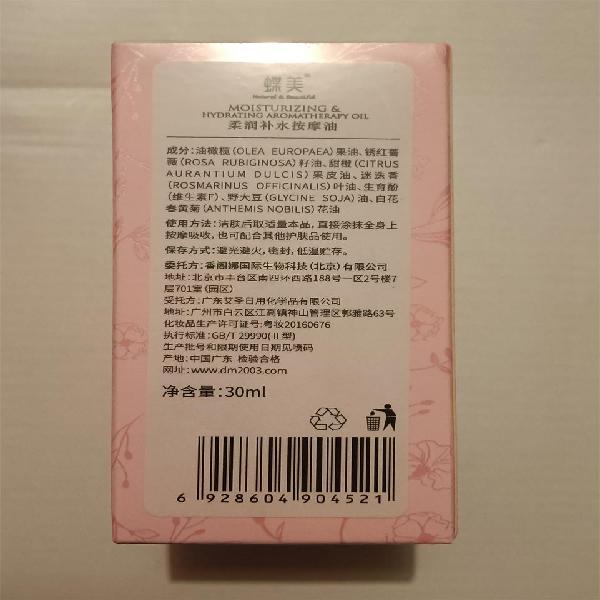 蝶美™
Natural & Beautiful
MOISTURIZING &
HYDRATING AROMATHERAPY OIL
柔润补水按摩油
成分:油橄榄(OLEA EUROPAEA)果油、锈红蔷
薇(ROSA RUBIGINOSA)籽油、甜橙(CITRUS
AURANTIUM DULCIS)果皮油、迷迭香
(ROSMARINUS OFFICINALIS)叶油、生育酚
(维生素E)、野大豆(GLYCINE SOJA)油、白花
春黄菊(ANTHEMIS NOBILIS)花油
使用方法:洁肤后取适量本品,直接涂抹全身上
按摩吸收,也可配合其他护肤品使用。
保存方式:避光避火,密封,低温贮存。
委托方:香阁娜国际生物科技(北京)有限公司
地址:北京市丰台区南四环西路188号一区2号楼7
层701室(园区)
受托方:广东艾圣日用化学品有限公司
地址:广州市白云区江高镇神山管理区郭雅路63号
化妆品生产许可证号:粤妆20160676
执行标准:GB/T 29990(II型)
生产批号和限期使用日期见喷码
产地:中国广东 检验合格
网址:www.dm2003.com
净含量:30ml
6 928604 904521